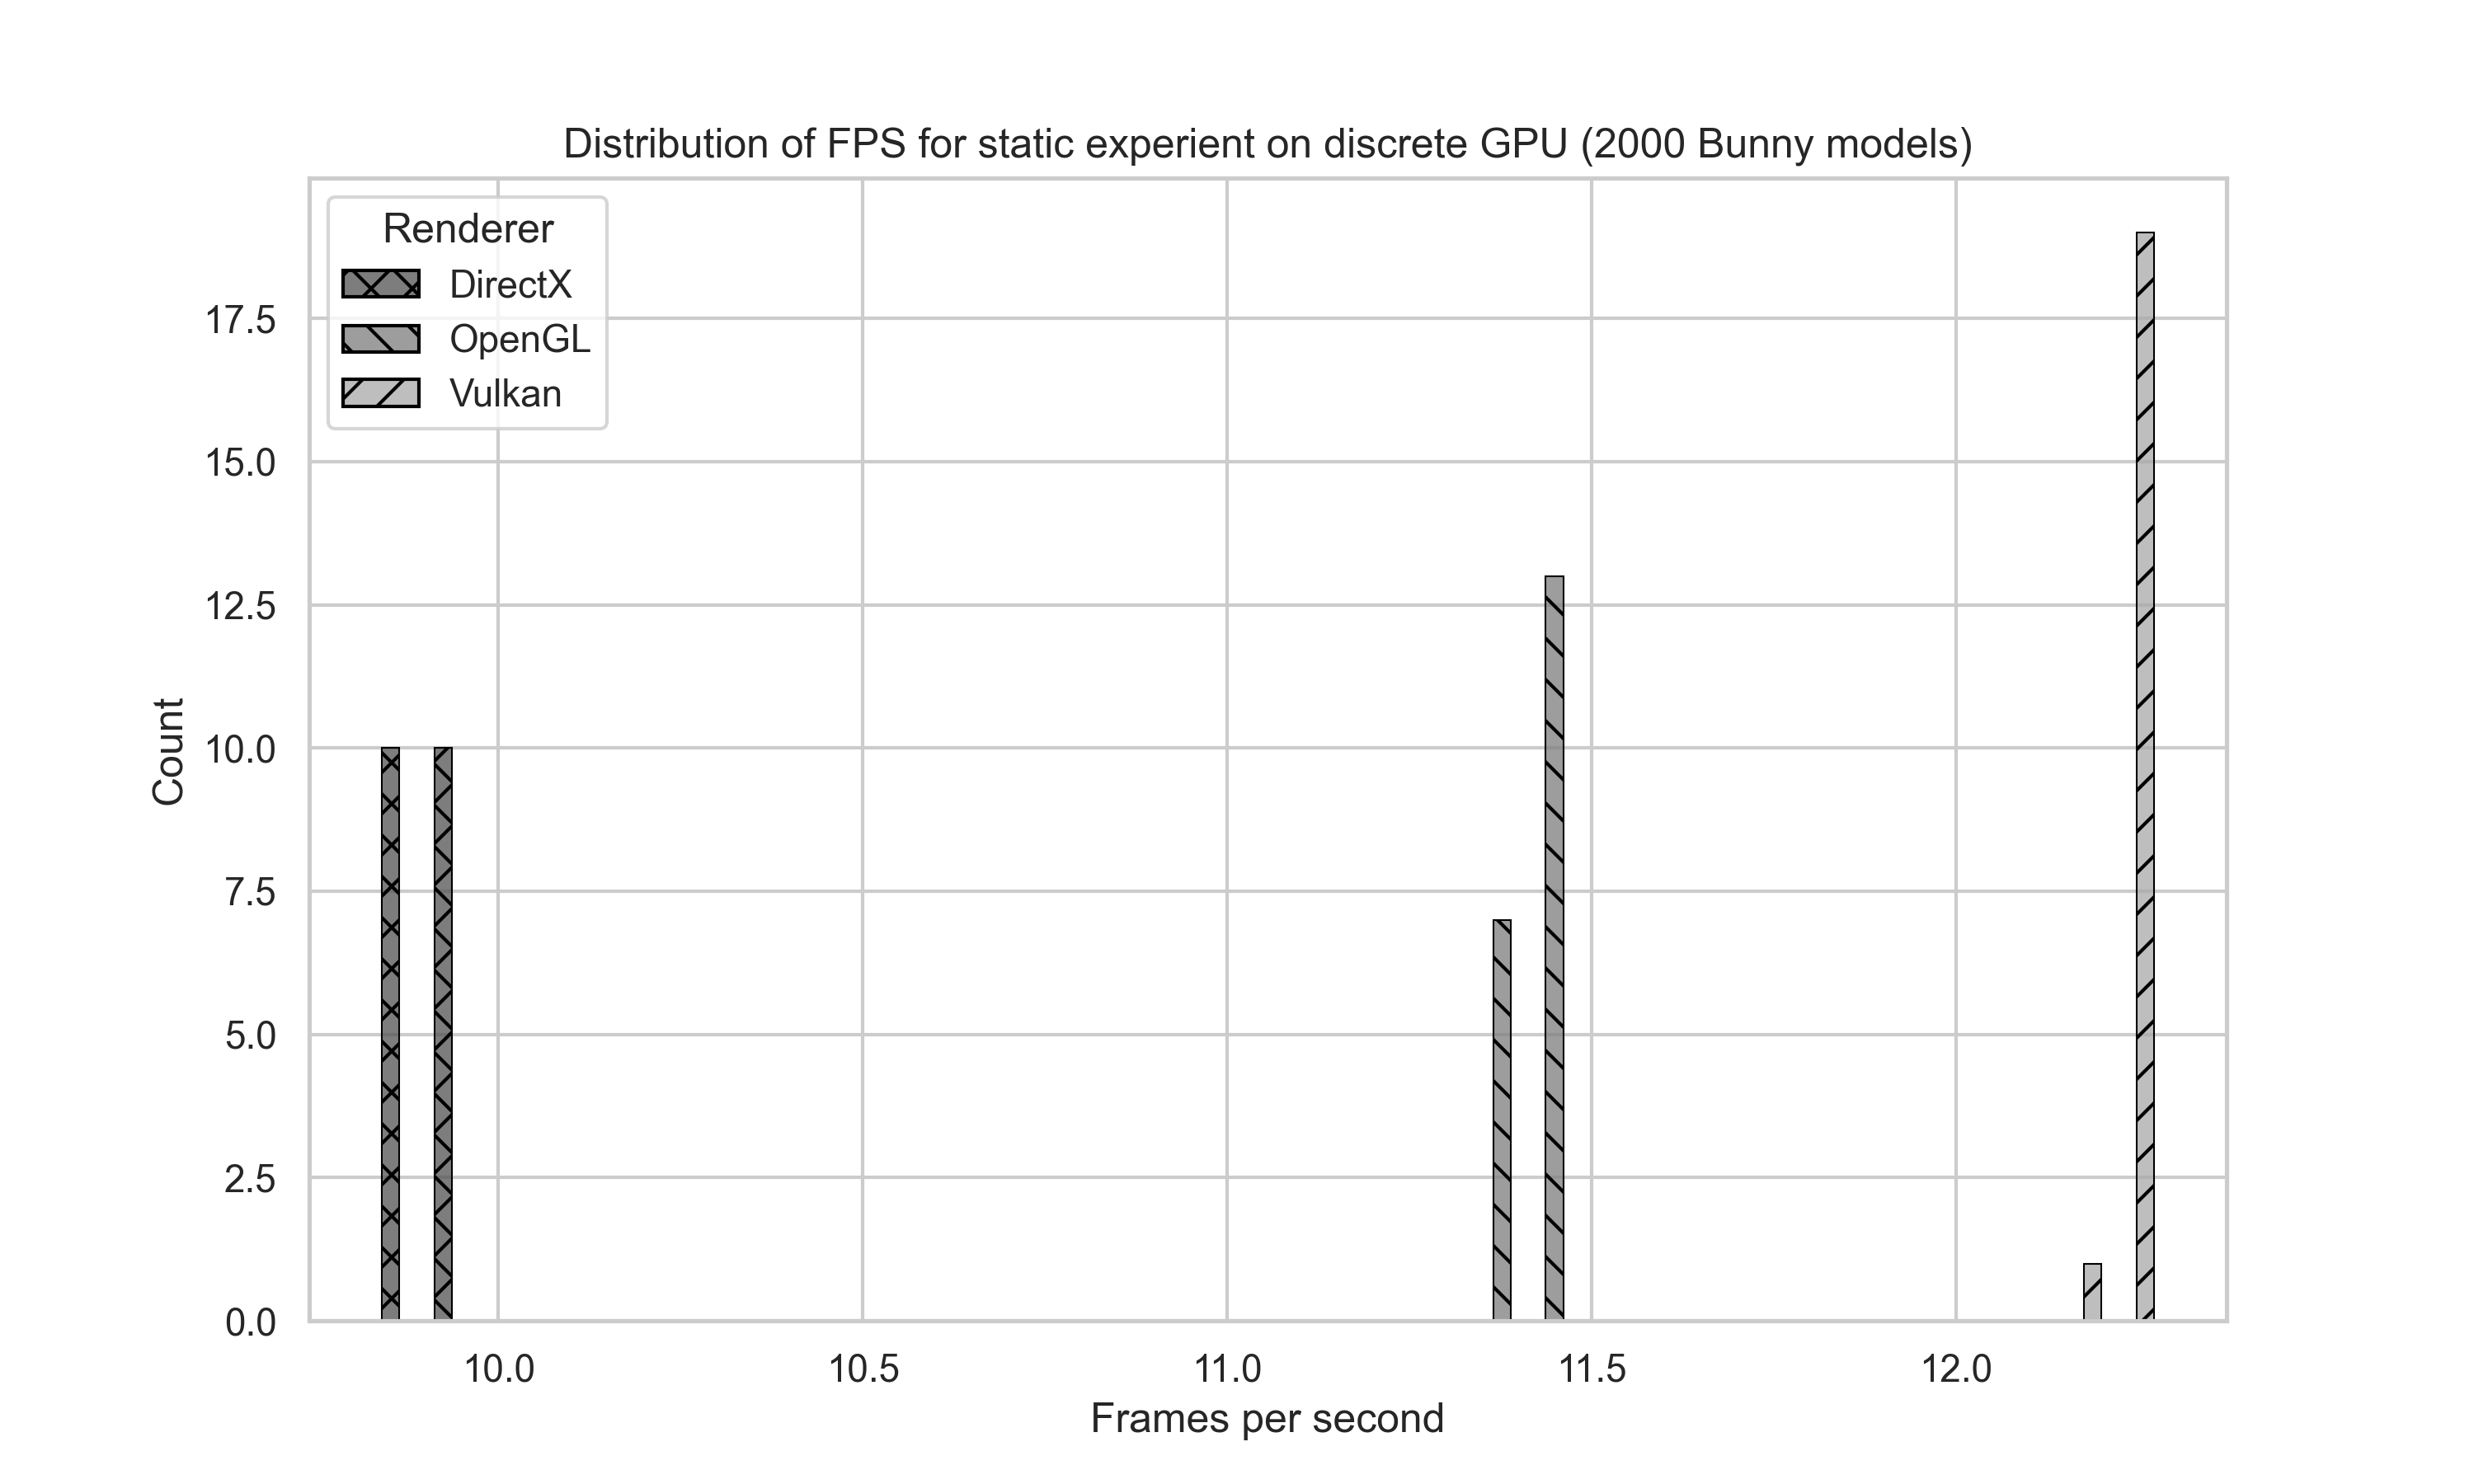 Distribution of FPS for static experient on discrete GPU (2000 Bunny models)
Renderer
DirectX
OpenGL
Vulkan
17.5
15.0
12.5
10.0
7.5
5.0
2.5
0.0
Count
10.0 10.5 11.0 11.5 12.0
Frames per second